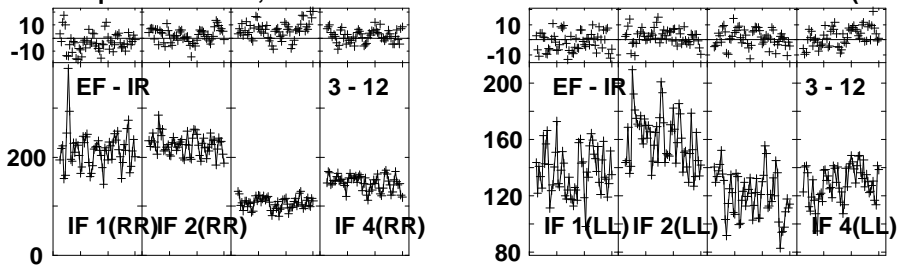 10
-10
EF - IR
3 - 12
200
IF 1(RR)
IF 2(RR)
IF 4(RR)
0
10
-10
200
EF - IR
3 - 12
160
120
IF 1(LL)
IF 2(LL)
IF 4(LL)
80